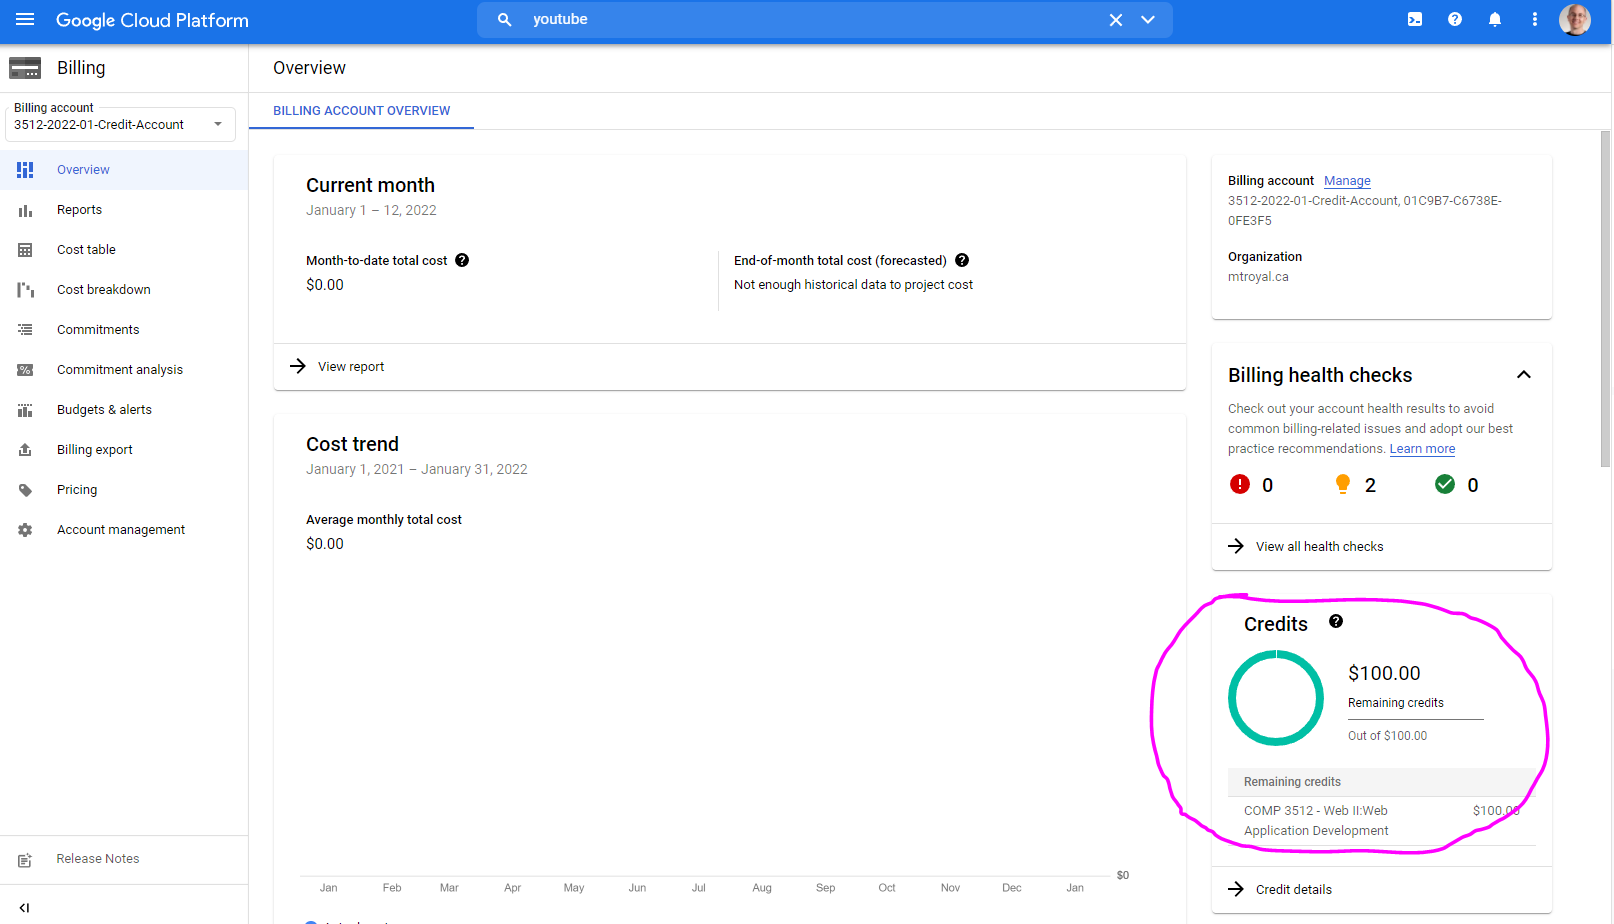 Google Cloud Platform
youtube
Billing
Overview
Billing account
3512-2022-01-Credit-Account
BILLING ACCOUNT OVERVIEW
Overview
Reports
Cost table
Cost breakdown
Commitments
Commitment analysis
Budgets & alerts
Billing export
Pricing
Account management
Release Notes
Current month
January 1 – 12, 2022
Month-to-date total cost
$0.00
End-of-month total cost (forecasted)
Not enough historical data to project cost
View report
Cost trend
January 1, 2021 – January 31, 2022
Average monthly total cost
$0.00
$0
Jan Feb Mar Apr May Jun Jul Aug Sep Oct Nov Dec Jan
Billing account Manage
3512-2022-01-Credit-Account, 01C9B7-C6738E-
0FE3F5
Organization
mtroyal.ca
Billing health checks
Check out your account health results to avoid
common billing-related issues and adopt our best
practice recommendations. Learn more
0 2 0
View all health checks
Credits
$100.00
Remaining credits
Out of $100.00
Remaining credits
COMP 3512 - Web II:Web $100.00
Application Development
Credit details